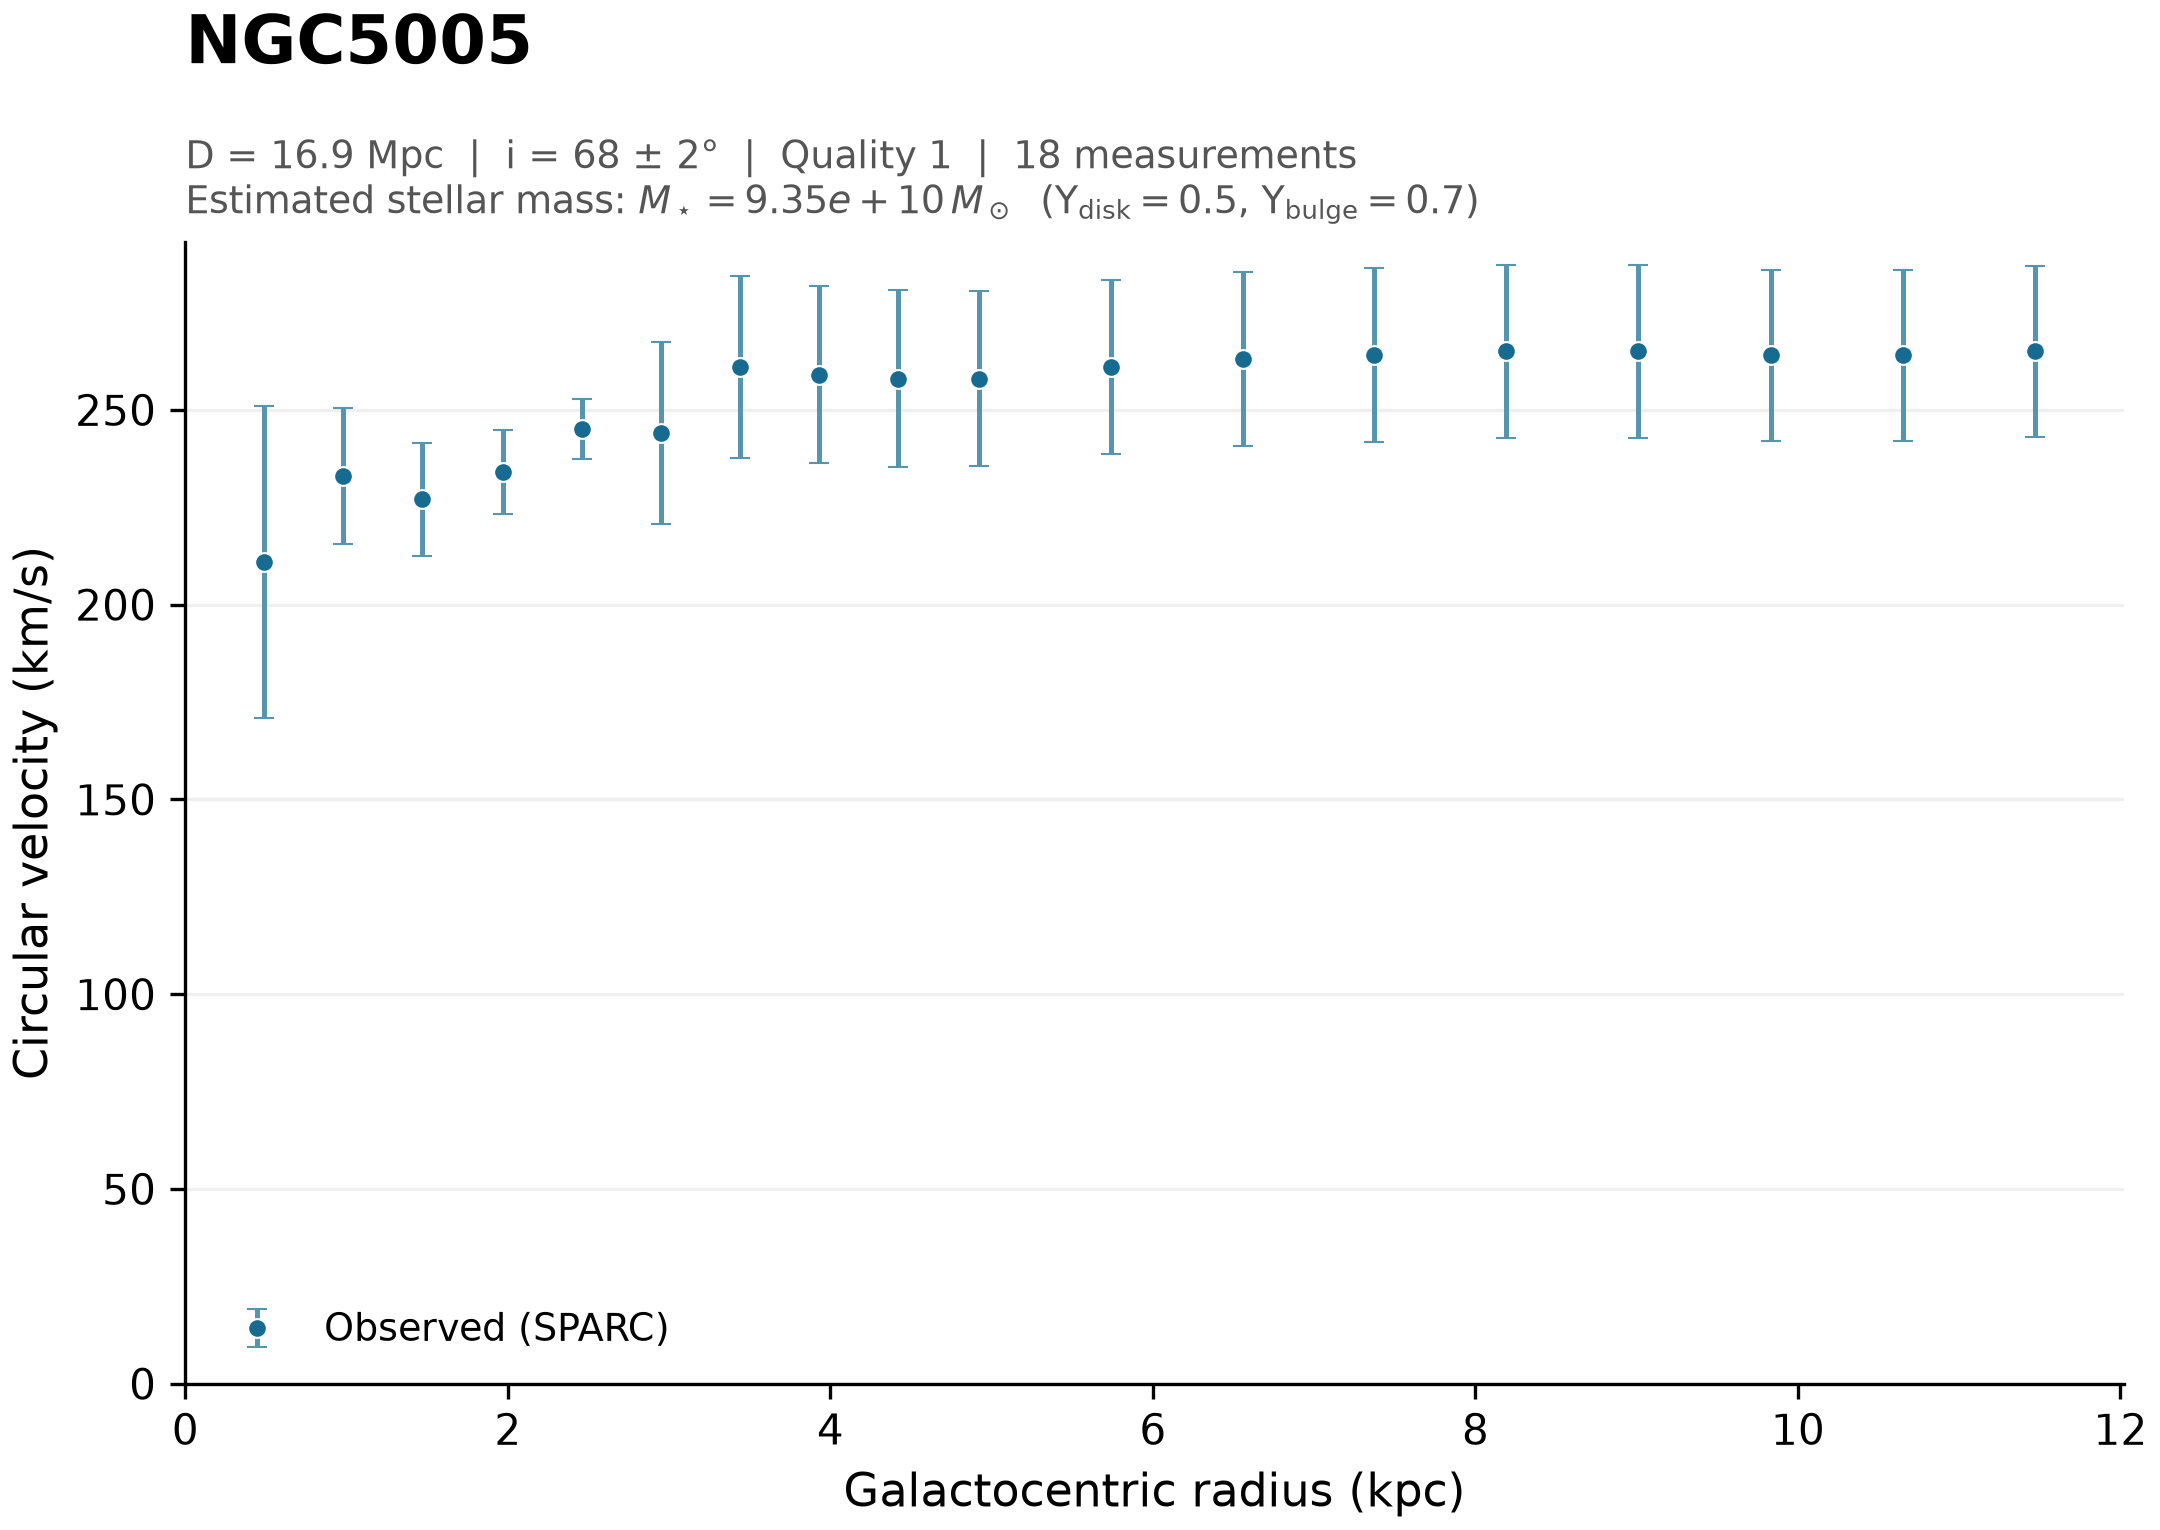 NGC5005
D = 16.9 Mpc | i = 68 ± 2° | Quality 1 | 18 measurements
Estimated stellar mass: M⋆ = 9.35e + 10 M⊙ (Υdisk = 0.5, Υbulge = 0.7)
Circular velocity (km/s)
250
200
150
100
50
0
Observed (SPARC)
0 2 4 6 8 10 12
Galactocentric radius (kpc)